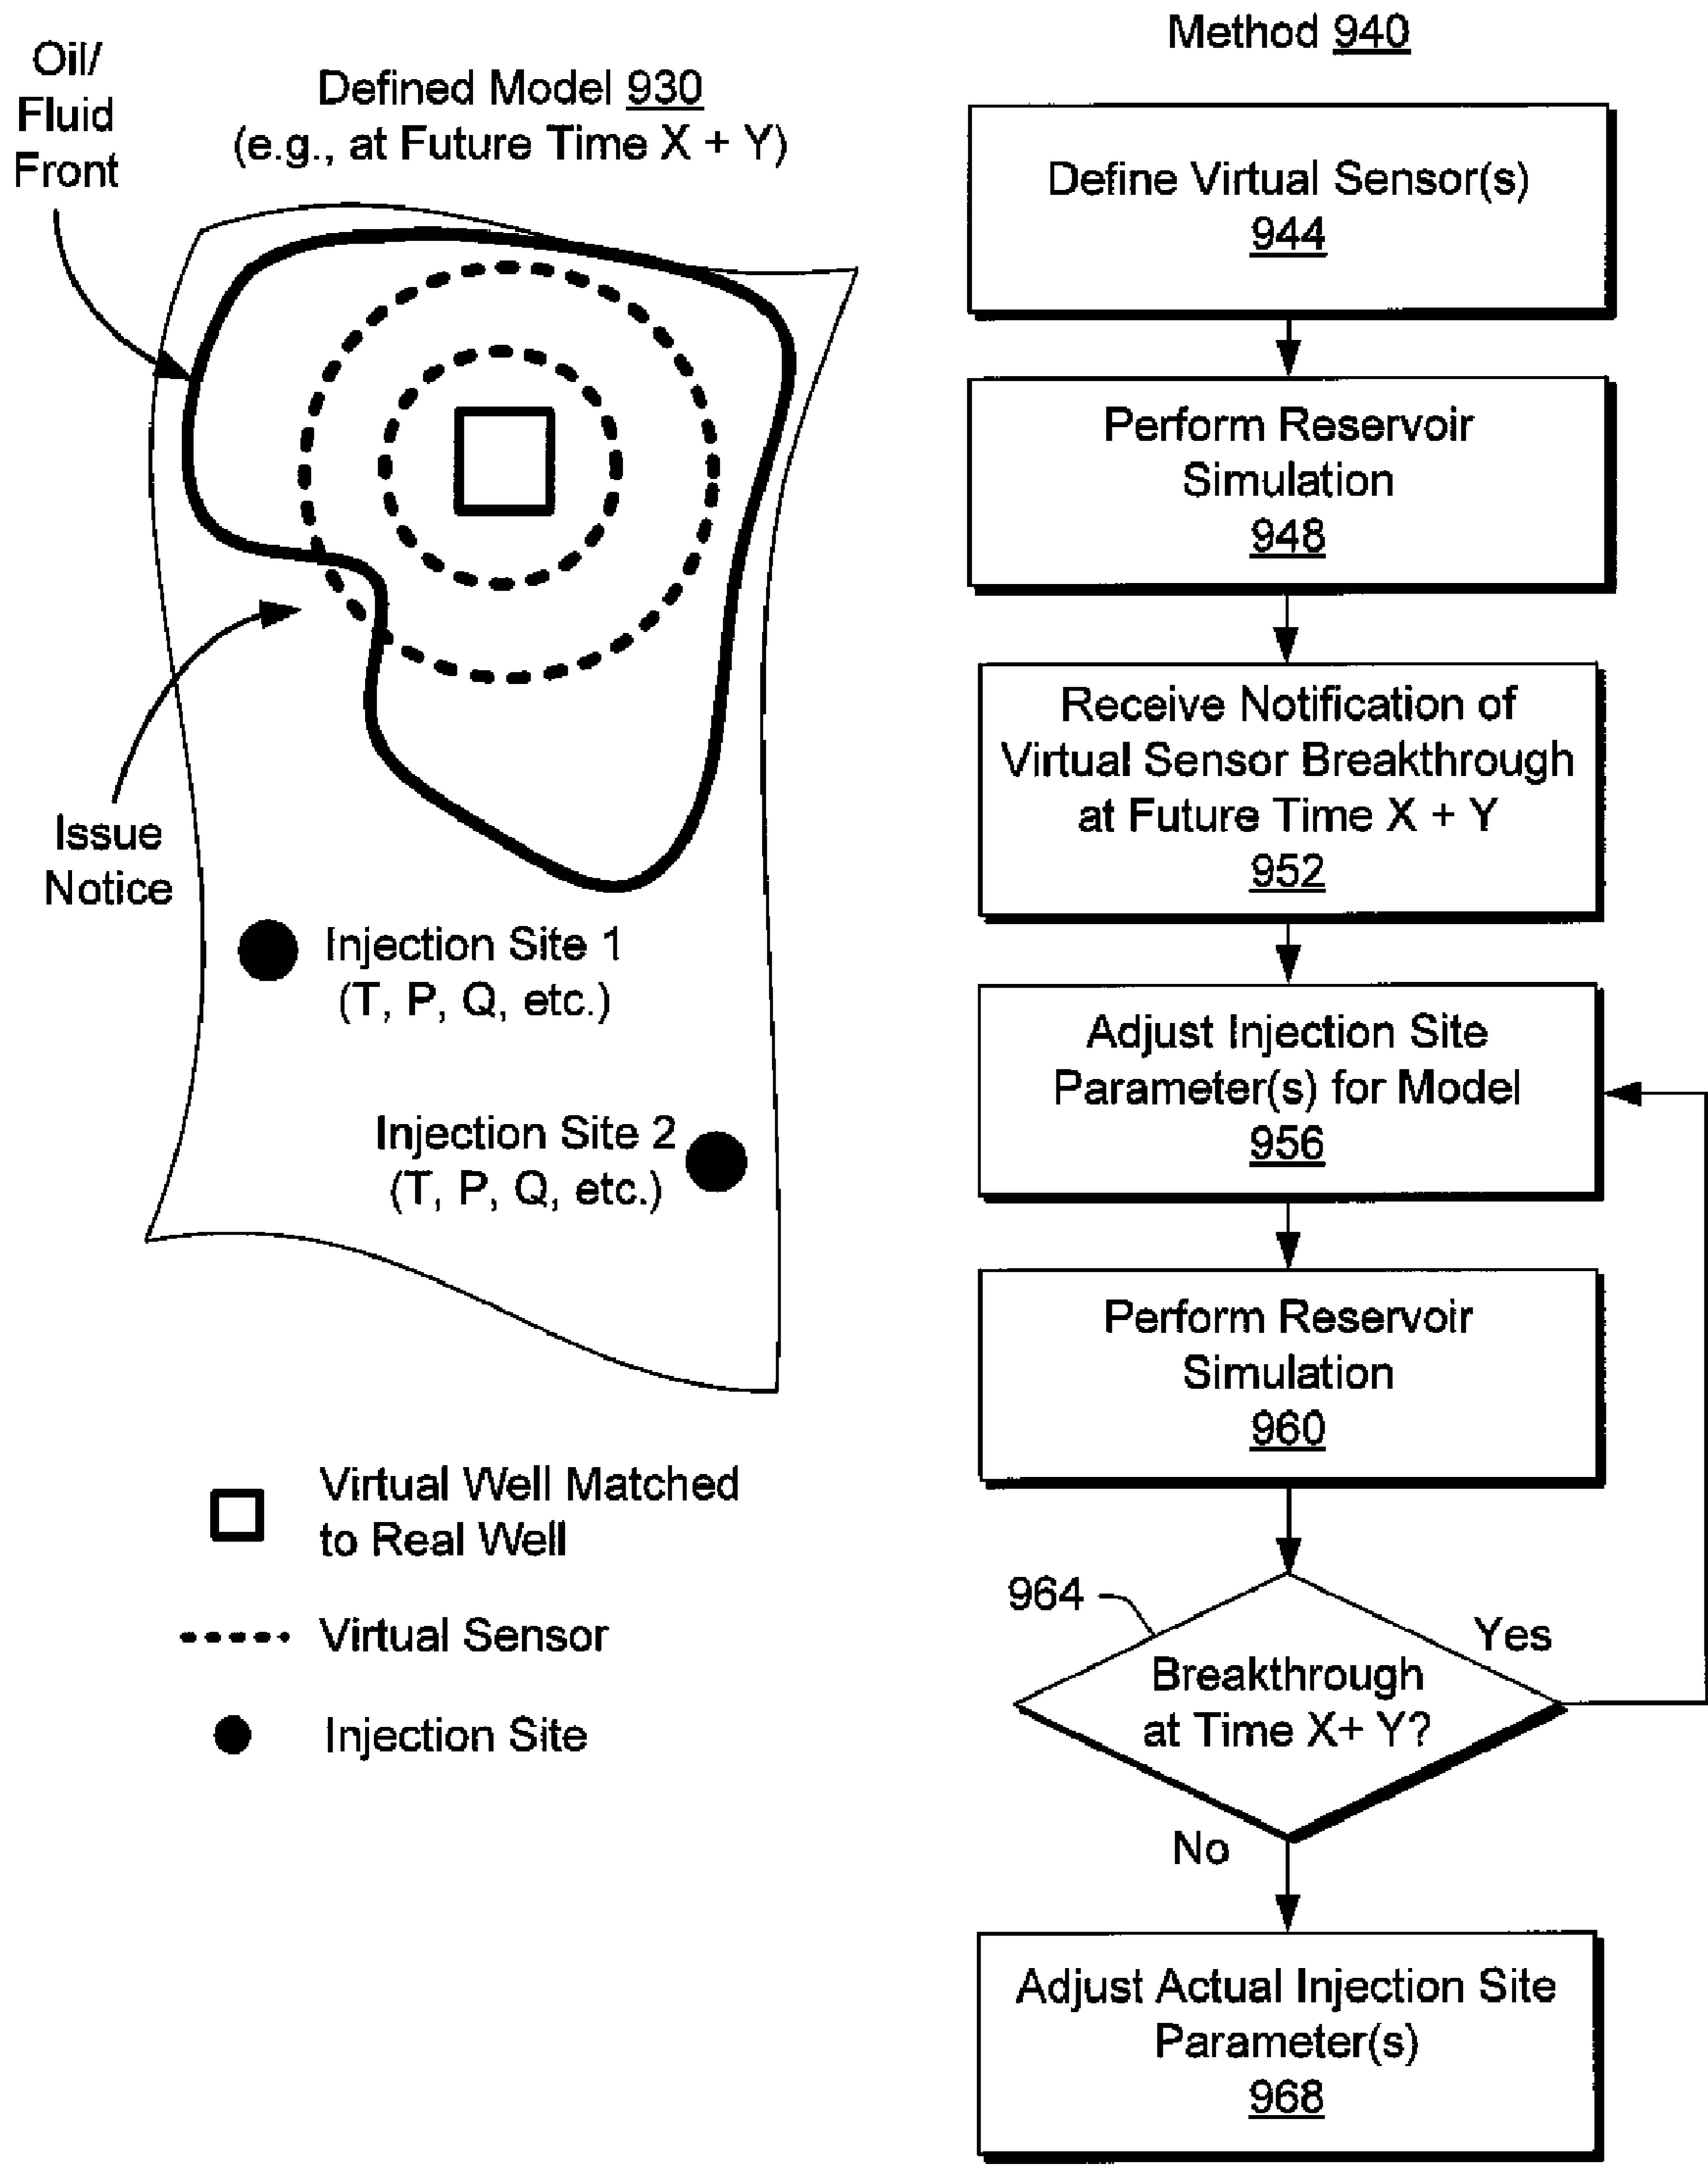 Oil/
Fluid
Front
Defined Model 930
(e.g., at Future Time X + Y)
Issue
Notice
Injection Site 1
(T, P, Q, etc.)
Injection Site 2
(T, P, Q, etc.)
Virtual Well Matched
to Real Well
Virtual Sensor
Injection Site
Method 940
Define Virtual Sensor(s)
944
Perform Reservoir
Simulation
948
Receive Notification of
Virtual Sensor Breakthrough
at Future Time X + Y
952
Adjust Injection Site
Parameter(s) for Model
956
Perform Reservoir
Simulation
960
964
Breakthrough
at Time X+ Y?
Yes
No
Adjust Actual Injection Site
Parameter(s)
968